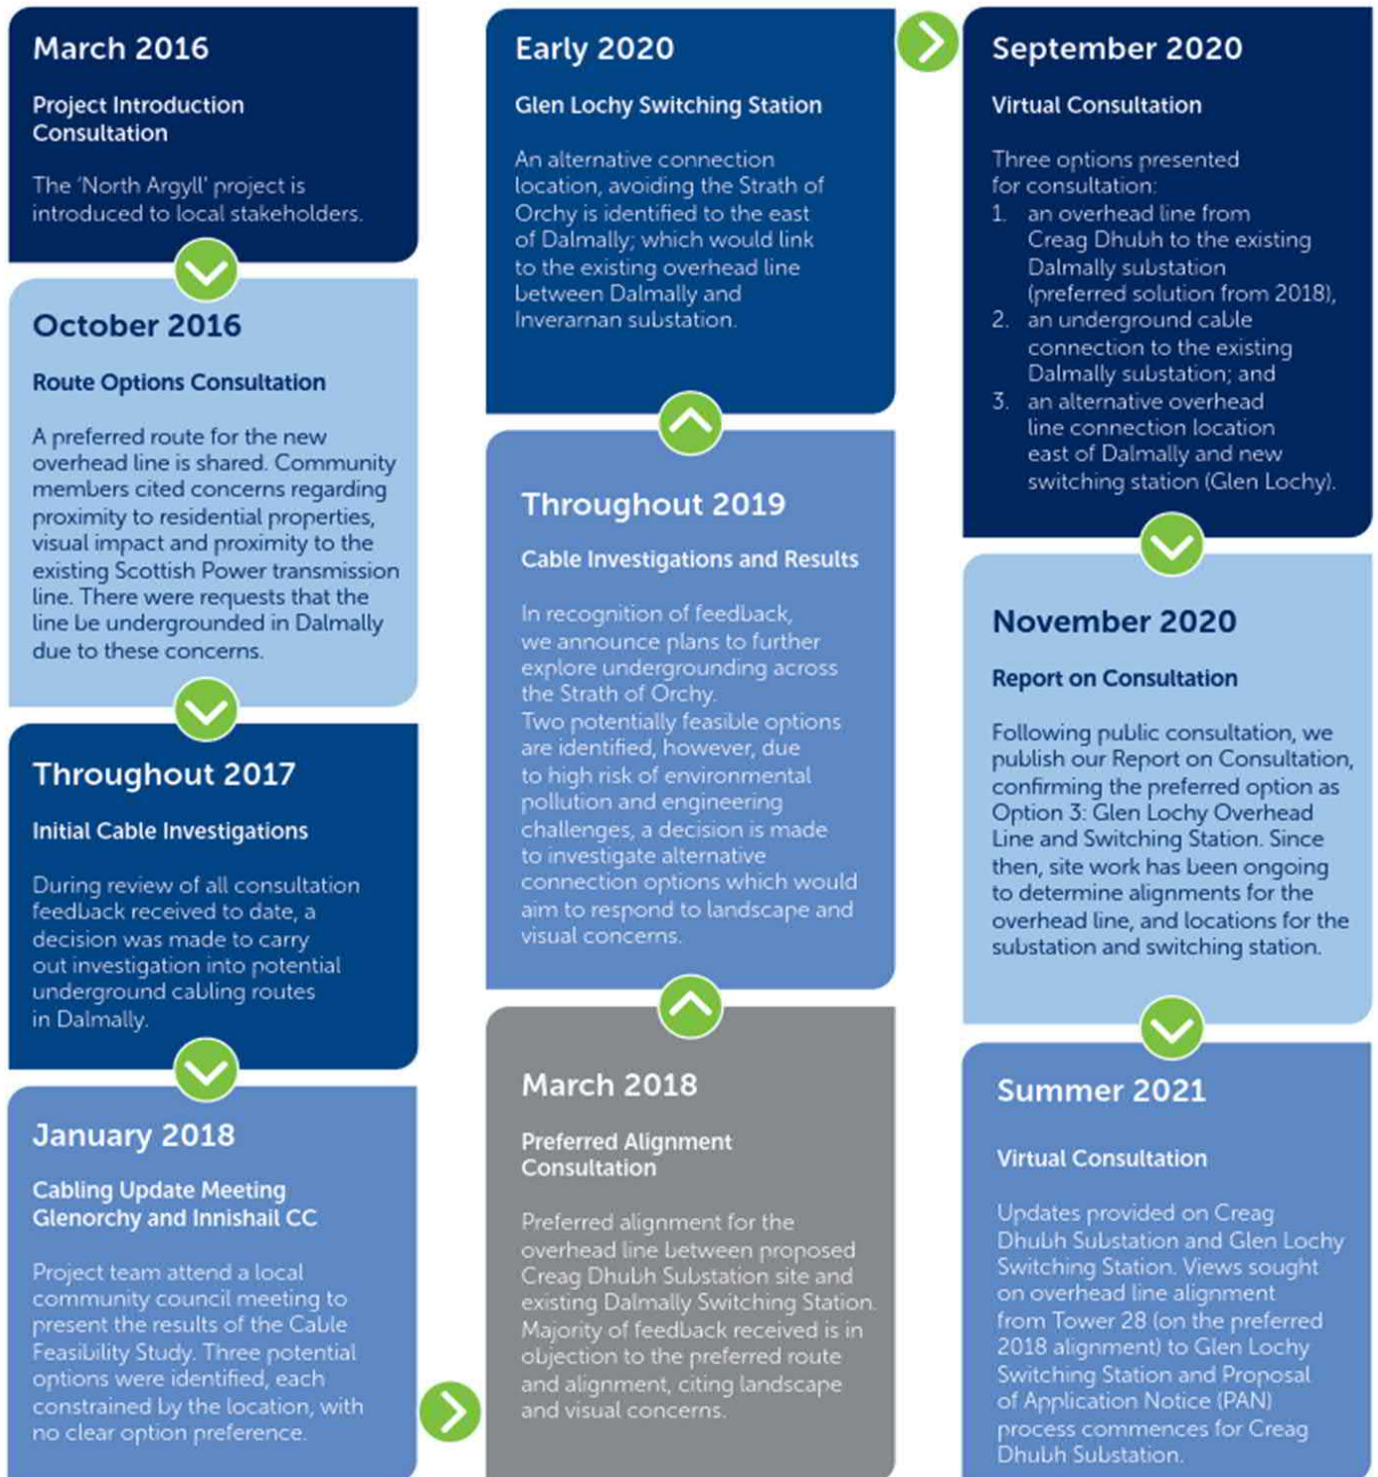 March 2016
Project Introduction
Consultation
The ‘North Argyll’ project is
introduced to local stakeholders.
October 2016
Route Options Consultation
A preferred route for the new
overhead line is shared. Community
members cited concerns regarding
proximity to residential properties,
visual impact and proximity to the
existing Scottish Power transmission
line. There were requests that the
line be undergrounded in Dalmally
due to these concerns.
Throughout 2017
Initial Cable Investigations
During review of all consultation
feedback received to date, a
decision was made to carry
out investigation into potential
underground cabling routes
in Dalmally.
January 2018
Cabling Update Meeting
Glenorchy and Innishail CC
Project team attend a local
community council meeting to
present the results of the Cable
Feasibility Study. Three potential
options were identified, each
constrained by the location, with
no clear option preference.
March 2018
Preferred Alignment
Consultation
Preferred alignment for the
overhead line between proposed
Creag Dhubh Substation site and
existing Dalmally Switching Station.
Majority of feedback received is in
objection to the preferred route
and alignment, citing landscape
and visual concerns.
Throughout 2019
Cable Investigations and Results
In recognition of feedback,
we announce plans to further
explore undergrounding across
the Strath of Orchy.
Two potentially feasible options
are identified, however, due
to high risk of environmental
pollution and engineering
challenges, a decision is made
to investigate alternative
connection options which would
aim to respond to landscape and
visual concerns.
Early 2020
Glen Lochy Switching Station
An alternative connection
location, avoiding the Strath of
Orchy is identified to the east
of Dalmally; which would link
to the existing overhead line
between Dalmally and
Inverarnan substation.
September 2020
Virtual Consultation
Three options presented
for consultation:
1. an overhead line from
Creag Dhubh to the existing
Dalmally substation
(preferred solution from 2018),
2. an underground cable
connection to the existing
Dalmally substation; and
3. an alternative overhead
line connection location
east of Dalmally and new
switching station (Glen Lochy).
November 2020
Report on Consultation
Following public consultation, we
publish our Report on Consultation,
confirming the preferred option as
Option 3: Glen Lochy Overhead
Line and Switching Station. Since
then, site work has been ongoing
to determine alignments for the
overhead line, and locations for the
substation and switching station.
Summer 2021
Virtual Consultation
Updates provided on Creag
Dhubh Substation and Glen Lochy
Switching Station. Views sought
on overhead line alignment
from Tower 28 (on the preferred
2018 alignment) to Glen Lochy
Switching Station and Proposal
of Application Notice (PAN)
process commences for Creag
Dhubh Substation.